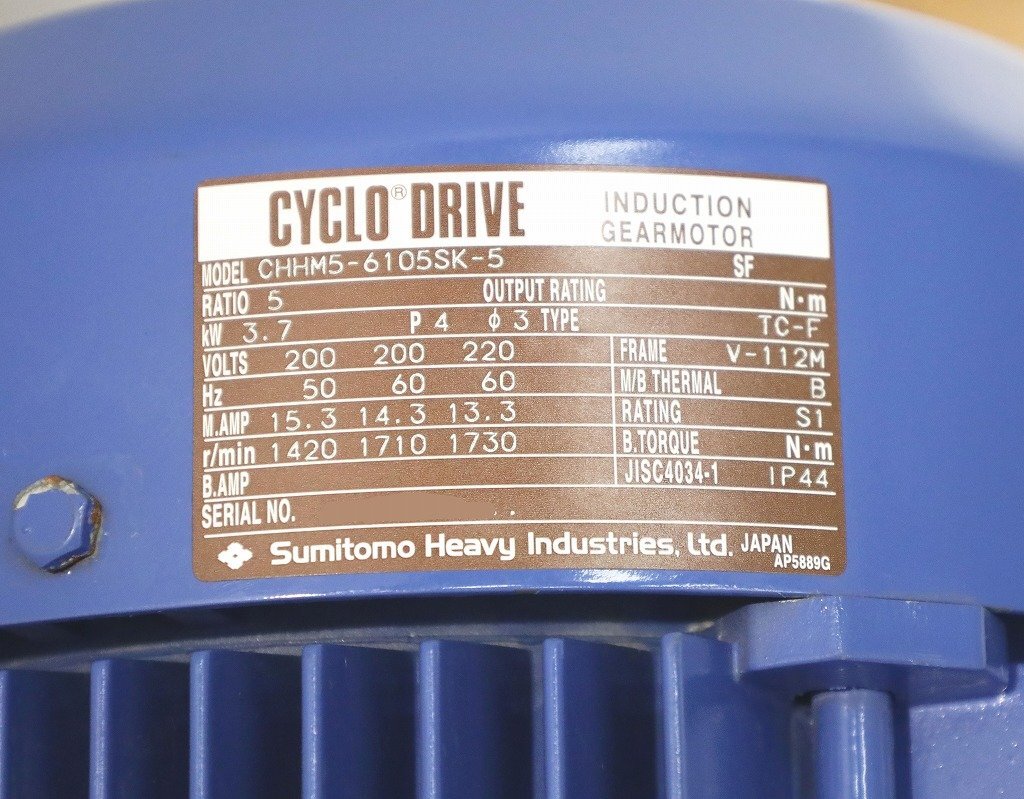 CYCLO® DRIVE INDUCTION GEARMOTOR
MODEL CHHM5-6105SK-5 SF
RATIO 5 OUTPUT RATING N·m
kW 3.7 P 4 φ 3 TYPE TC-F
VOLTS 200 200 220 FRAME V-112M
Hz 50 60 60 M/B THERMAL B
M.AMP 15.3 14.3 13.3 RATING S1
r/min 1420 1710 1730 B.TORQUE N·m
B.AMP JISC4034-1 IP44
SERIAL NO.
Sumitomo Heavy Industries, Ltd. JAPAN
AP5889G